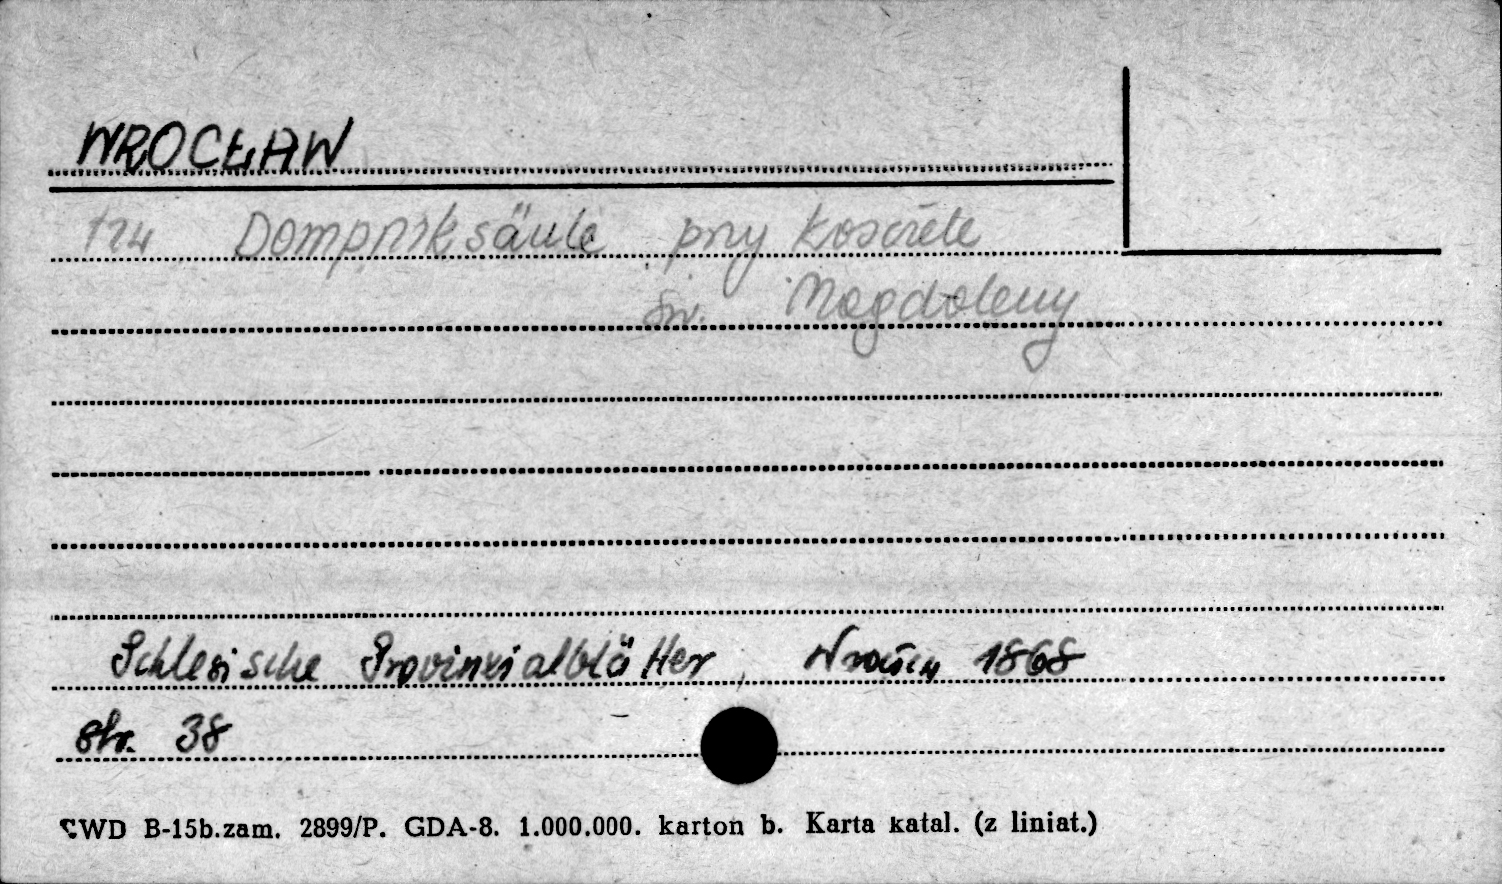 WROCŁAW
124 Dompniksäule przy kościele
św. Magdaleny
Schlesische Provinzialblätter, Wrocław 1868
str. 38
CWD B-15b.zam. 2899/P. GDA-8. 1.000.000. karton b. Karta katal. (z liniat.)